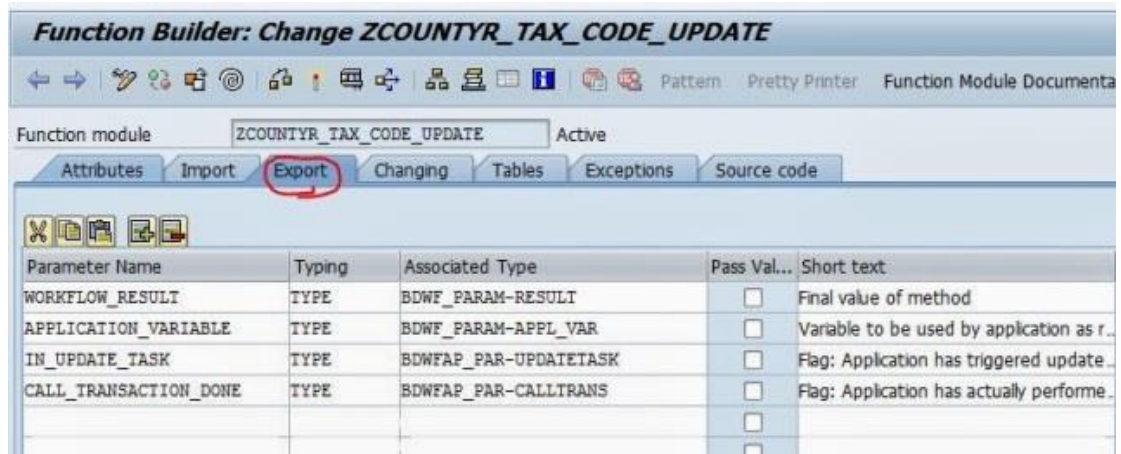 Function Builder: Change ZCOUNTYR_TAX_CODE_UPDATE
Pattern Pretty Printer Function Module Documenta
Function module ZCOUNTYR_TAX_CODE_UPDATE Active
Attributes Import Export Changing Tables Exceptions Source code
Parameter Name Typing Associated Type Pass Val... Short text
WORKFLOW_RESULT TYPE BDWF_PARAM-RESULT Final value of method
APPLICATION_VARIABLE TYPE BDWF_PARAM-APPL_VAR Variable to be used by application as r..
IN_UPDATE_TASK TYPE BDWFAP_PAR-UPDATETASK Flag: Application has triggered update..
CALL_TRANSACTION_DONE TYPE BDWFAP_PAR-CALLTRANS Flag: Application has actually performe..